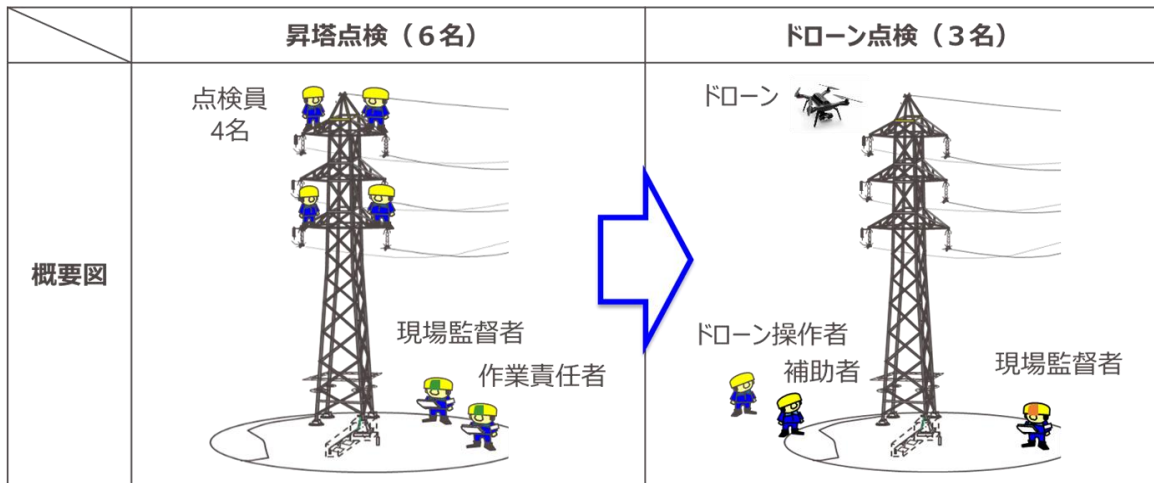 昇塔点検（６名）
ドローン点検（３名）
概要図
点検員
4名
現場監督者
作業責任者
ドローン
ドローン操作者
補助者
現場監督者